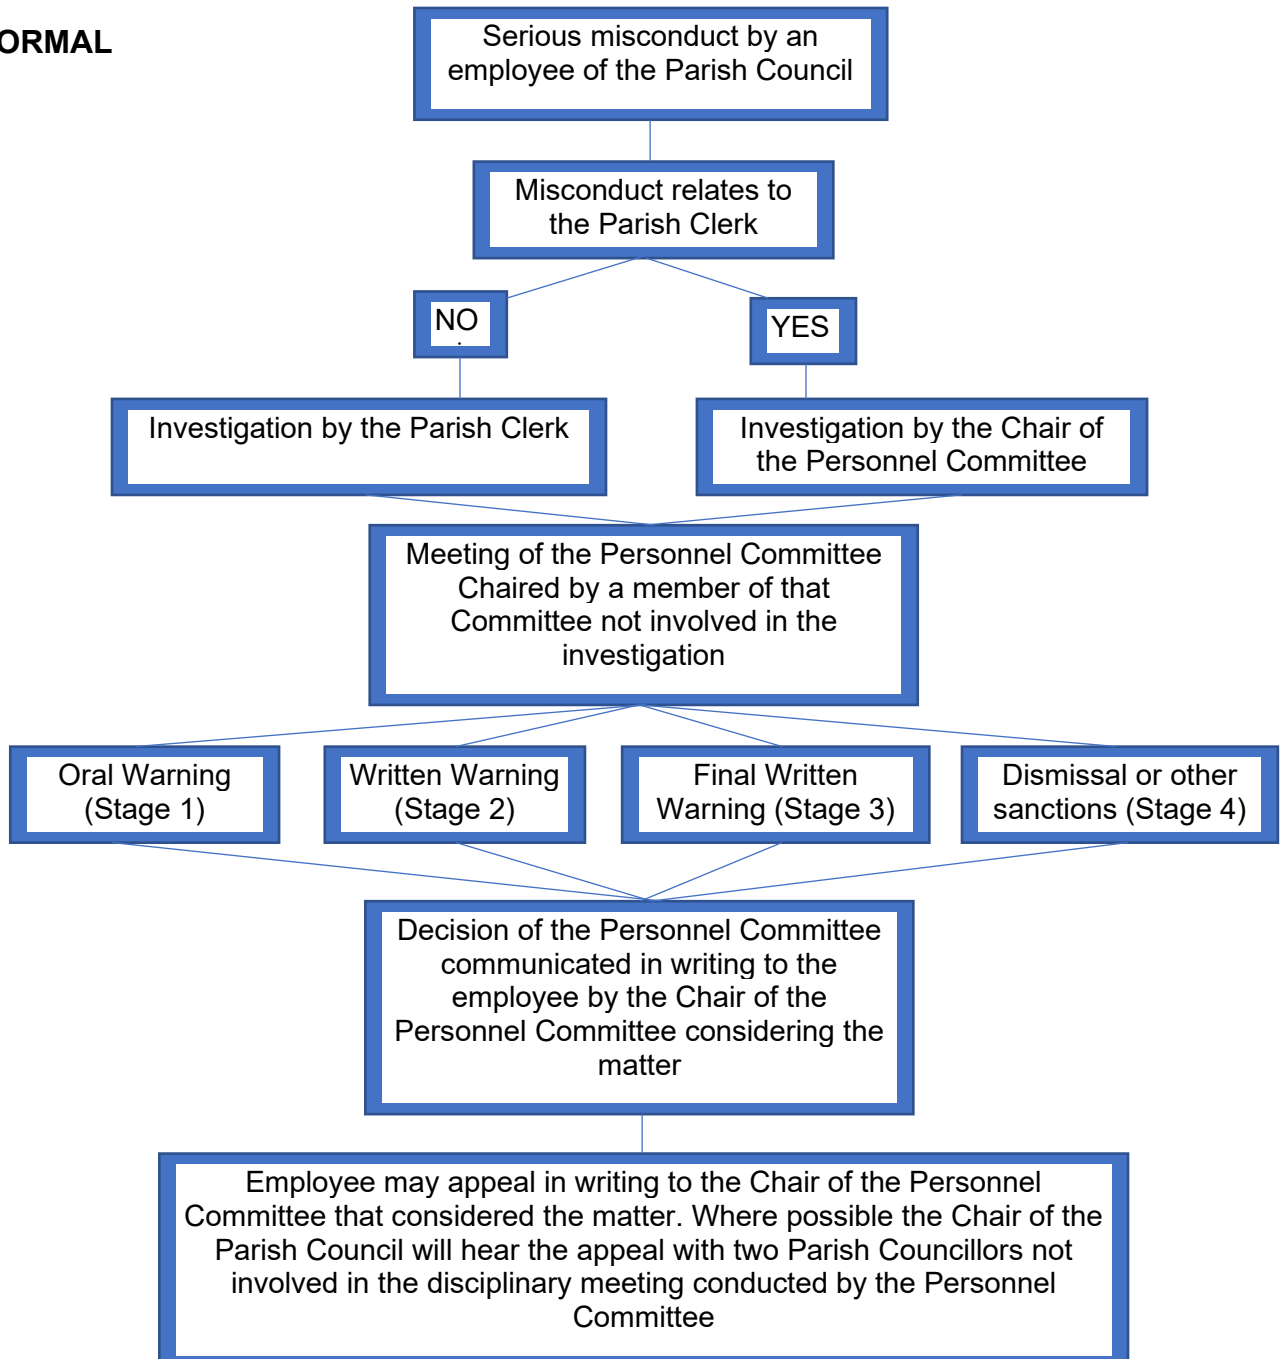 ORMAL
Serious misconduct by an
employee of the Parish Council
Misconduct relates to
the Parish Clerk
NO
.
YES
Investigation by the Parish Clerk
Investigation by the Chair of
the Personnel Committee
Meeting of the Personnel Committee
Chaired by a member of that
Committee not involved in the
investigation
Oral Warning
(Stage 1)
Written Warning
(Stage 2)
Final Written
Warning (Stage 3)
Dismissal or other
sanctions (Stage 4)
Decision of the Personnel Committee
communicated in writing to the
employee by the Chair of the
Personnel Committee considering the
matter
Employee may appeal in writing to the Chair of the Personnel
Committee that considered the matter. Where possible the Chair of the
Parish Council will hear the appeal with two Parish Councillors not
involved in the disciplinary meeting conducted by the Personnel
Committee